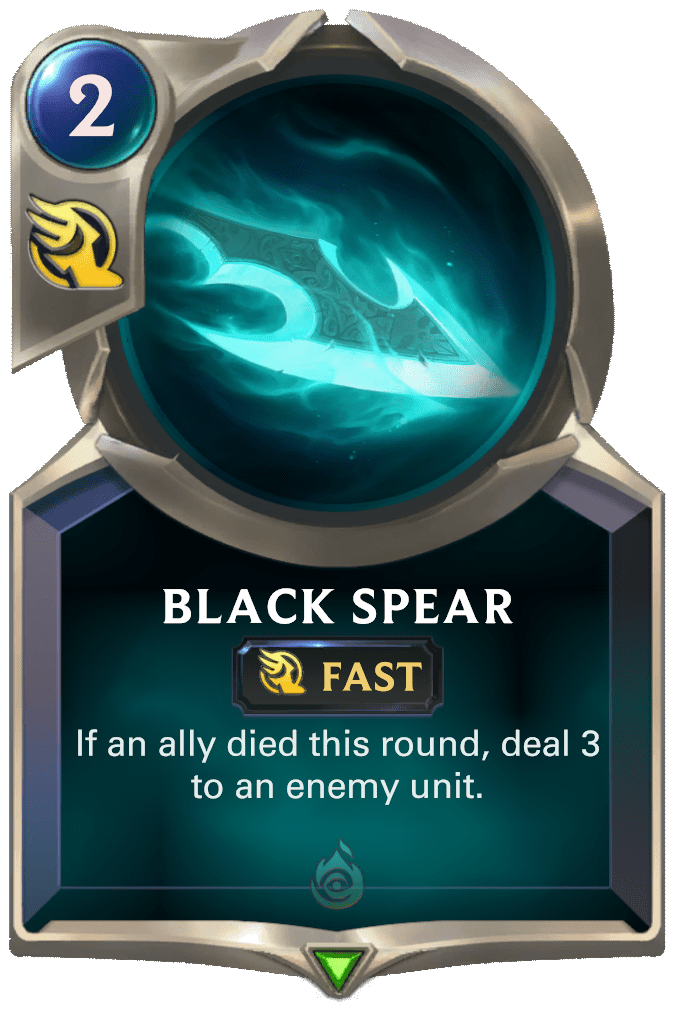 2
BLACK SPEAR
FAST
If an ally died this round, deal 3
to an enemy unit.